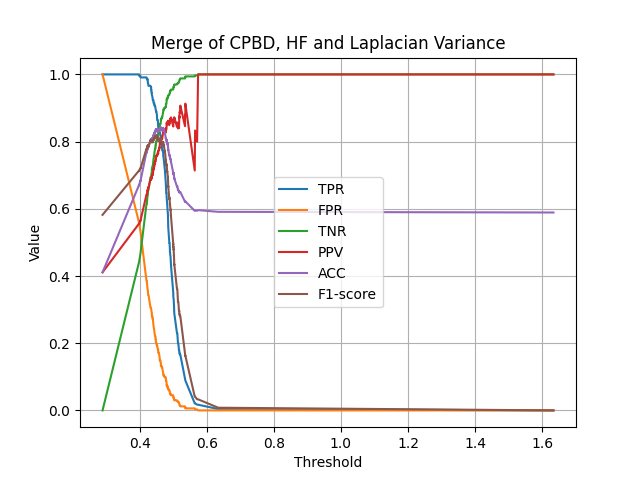 Merge of CPBD, HF and Laplacian Variance
1.0
0.8
0.6
0.4
0.2
0.0
Value
TPR
FPR
TNR
PPV
ACC
F1-score
0.4 0.6 0.8 1.0 1.2 1.4 1.6
Threshold